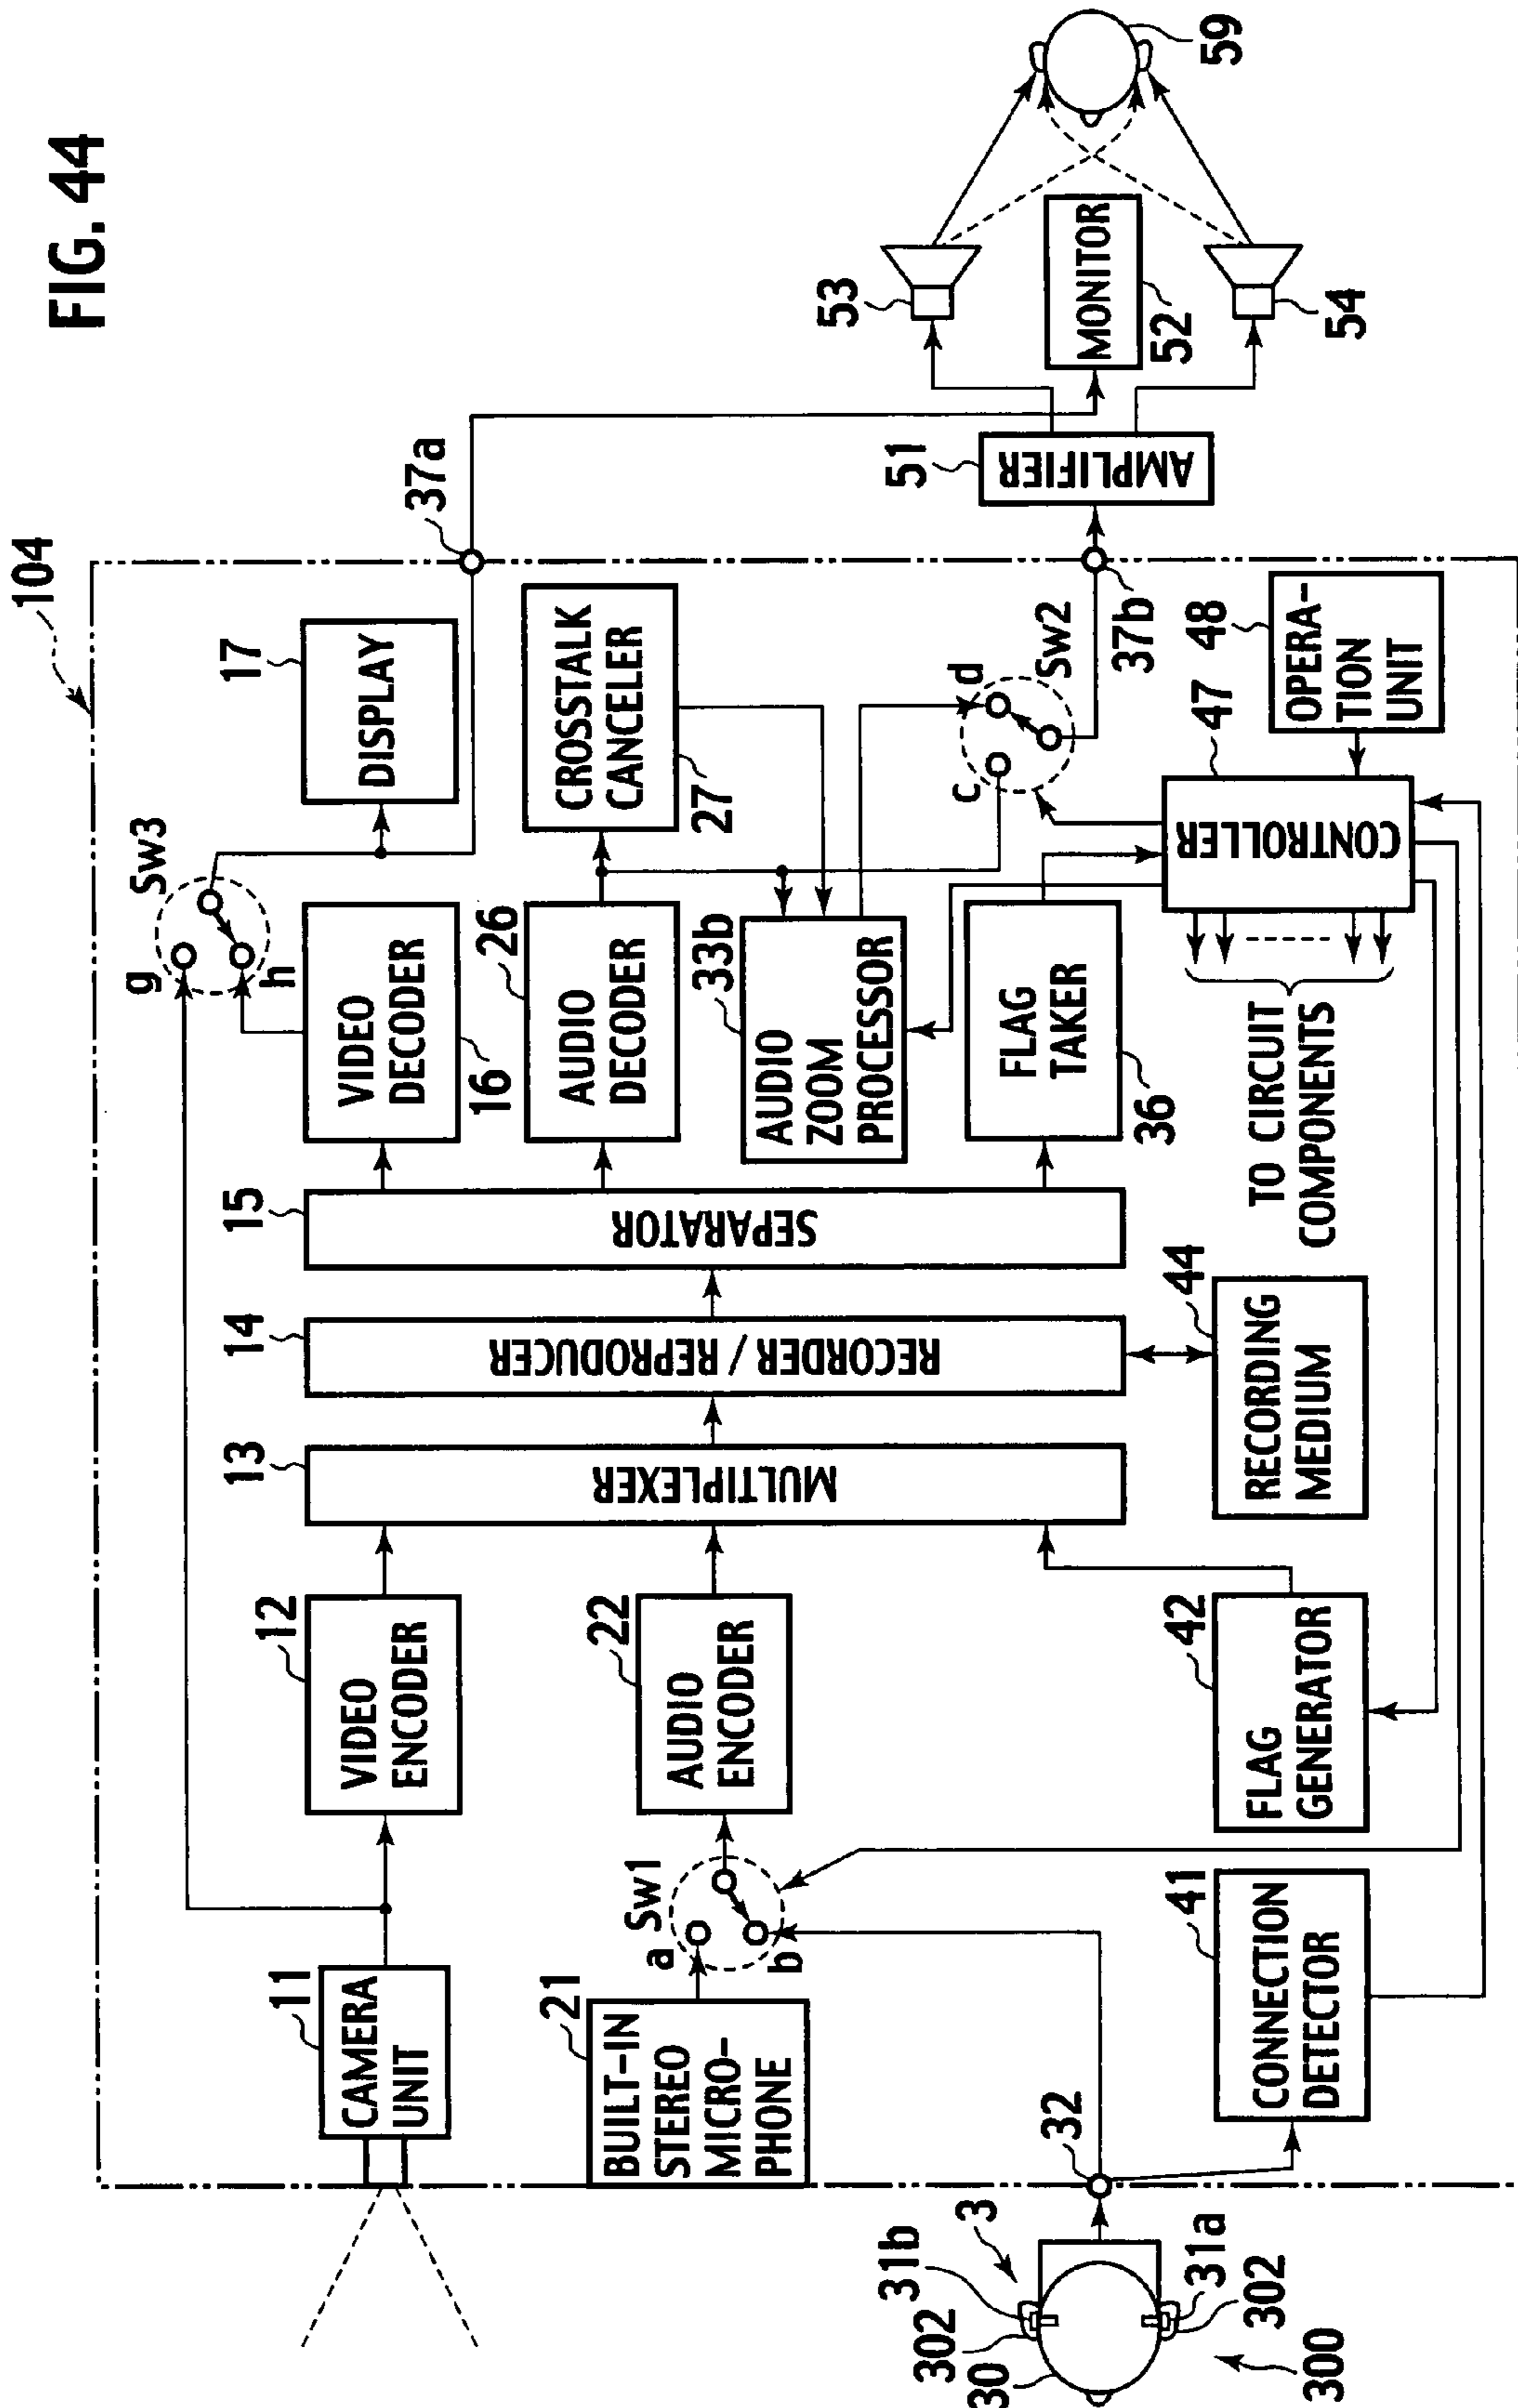 FIG. 44
104
11
CAMERA
UNIT
12
VIDEO
ENCODER
13
MULTIPLEXER
14
RECORDER / REPRODUCER
15
SEPARATOR
g
h
Sw3
VIDEO
DECODER
16
17
DISPLAY
37a
21
BUILT-IN
STEREO
MICRO-
PHONE
a
b
Sw1
22
AUDIO
ENCODER
26
AUDIO
DECODER
CROSSTALK
CANCELER
27
33b
AUDIO
ZOOM
PROCESSOR
c
d
Sw2
37b
FLAG
TAKER
36
47
CONTROLLER
48
OPERA-
TION
UNIT
TO CIRCUIT
COMPONENTS
44
RECORDING
MEDIUM
42
FLAG
GENERATOR
41
CONNECTION
DETECTOR
32
3
31b
302
30
31a
302
300
51
AMPLIFIER
53
MONITOR
52
54
59